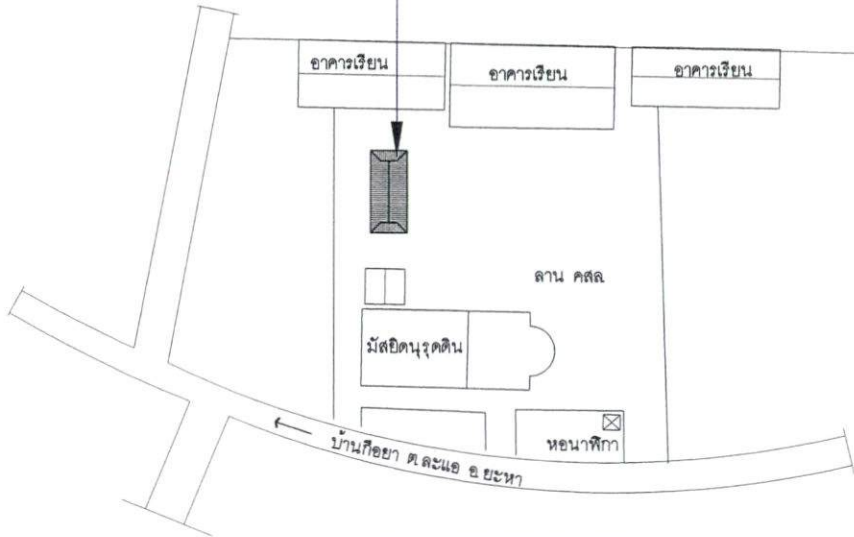 อาคารเรียน
อาคารเรียน
อาคารเรียน
ลาน คสล.
มัสยิดนุรุดดิน
หอนาฬิกา
บ้านกือยา ต.ละแอ อ.ยะหา